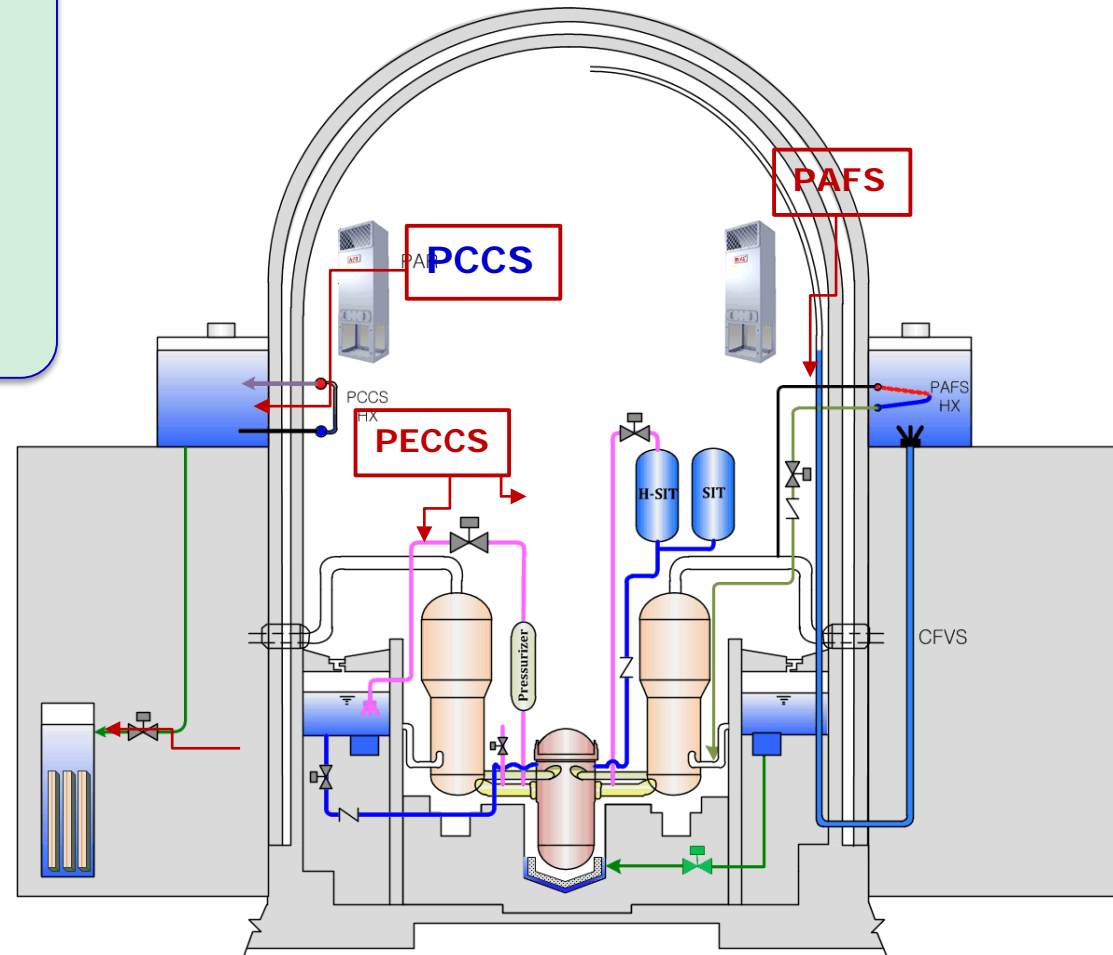 PAFS
PAR
PCCS
PCCS
HX
PAFS
HX
PECCS
H-SIT
SIT
Pressurizer
CFVS